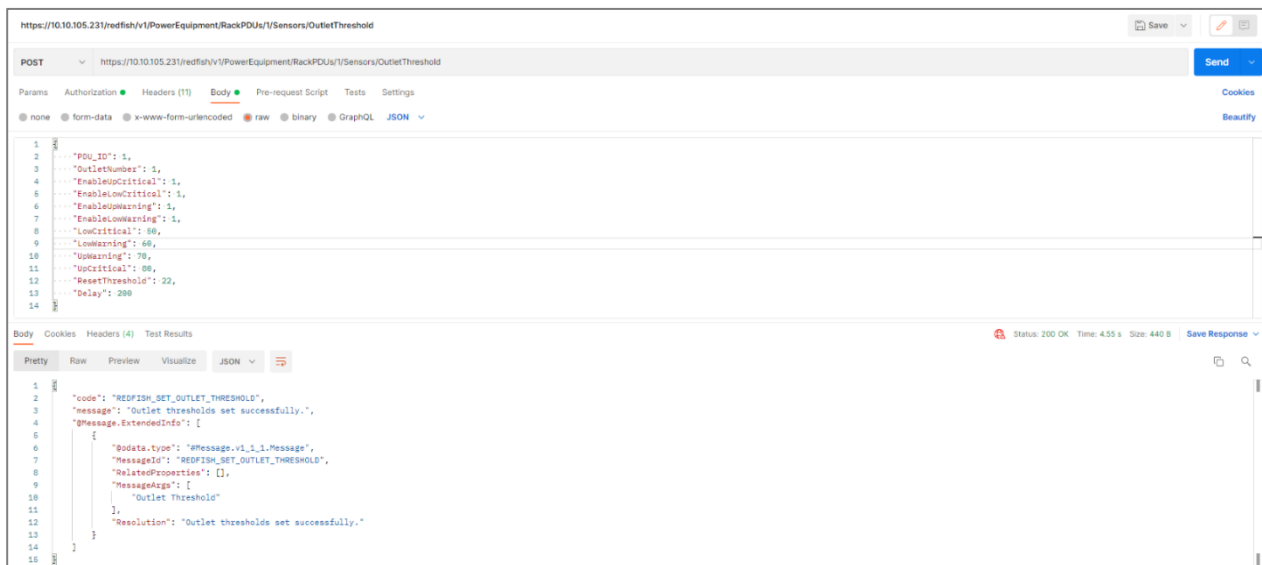 https://10.10.105.231/redfish/v1/PowerEquipment/RackPDUs/1/Sensors/OutletThreshold
Save
POST https://10.10.105.231/redfish/v1/PowerEquipment/RackPDUs/1/Sensors/OutletThreshold Send
Params Authorization Headers (11) Body Pre-request Script Tests Settings Cookies
none form-data x-www-form-urlencoded raw binary GraphQL JSON Beautify
1 {
2 "PDU_ID": 1,
3 "OutletNumber": 1,
4 "EnableUpCritical": 1,
5 "EnableLowCritical": 1,
6 "EnableUpWarning": 1,
7 "EnableLowWarning": 1,
8 "LowCritical": 50,
9 "LowWarning": 60,
10 "UpWarning": 70,
11 "UpCritical": 80,
12 "ResetThreshold": 22,
13 "Delay": 200
14 }
Body Cookies Headers (4) Test Results Status: 200 OK Time: 4.55 s Size: 440 B Save Response
Pretty Raw Preview Visualize JSON
1 {
2 "code": "REDFISH_SET_OUTLET_THRESHOLD",
3 "message": "Outlet thresholds set successfully.",
4 "@Message.ExtendedInfo": [
5 {
6 "@odata.type": "#Message.v1_1_1.Message",
7 "MessageId": "REDFISH_SET_OUTLET_THRESHOLD",
8 "RelatedProperties": [],
9 "MessageArgs": [
10 "Outlet Threshold"
11 ],
12 "Resolution": "Outlet thresholds set successfully."
13 }
14 ]
15 }